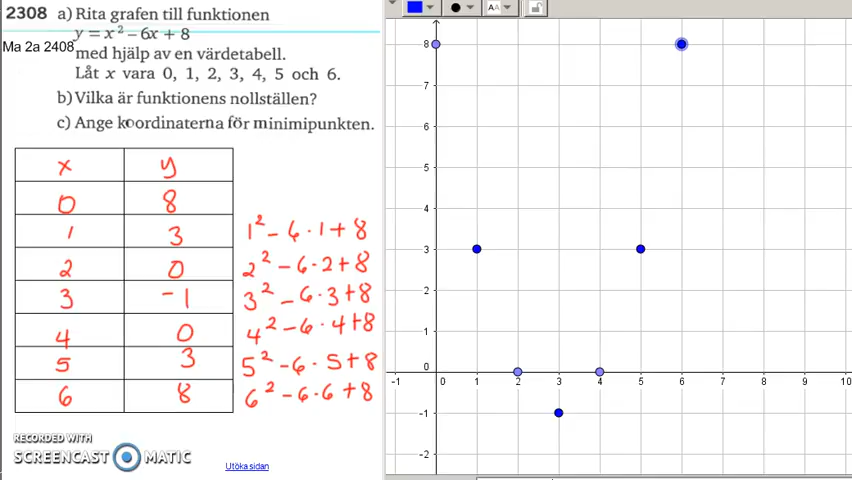 2308 a) Rita grafen till funktionen
y = x² – 6x + 8
Ma 2a 2408
med hjälp av en värdetabell.
Låt x vara 0, 1, 2, 3, 4, 5 och 6.
b) Vilka är funktionens nollställen?
c) Ange koordinaterna för minimipunkten.
x y
0 8
1 3 1² - 6·1 + 8
2 0 2² - 6·2 + 8
3 -1 3² - 6·3 + 8
4 0 4² - 6·4 + 8
5 3 5² - 6·5 + 8
6 8 6² - 6·6 + 8
RECORDED WITH
SCREENCAST MATIC
Utöka sidan
AA
8
7
6
5
4
3
2
1
0
-1 0 1 2 3 4 5 6 7 8 9 10
-1
-2